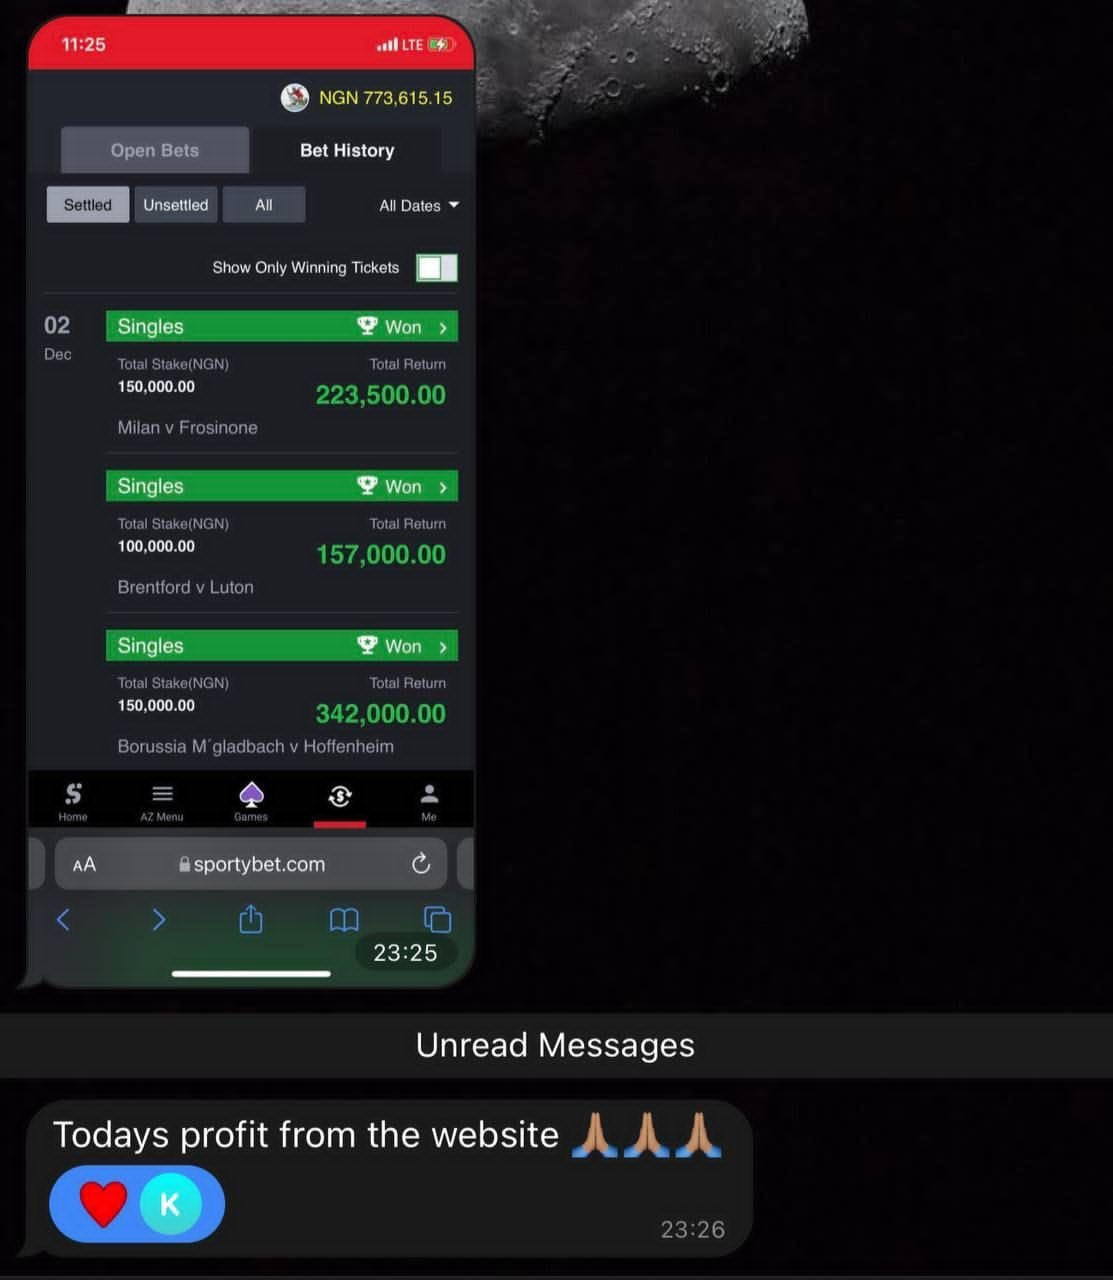 11:25 LTE
NGN 773,615.15
Open Bets Bet History
Settled Unsettled All All Dates
Show Only Winning Tickets
02 Singles Won
Dec
Total Stake(NGN) Total Return
150,000.00 223,500.00
Milan v Frosinone
Singles Won
Total Stake(NGN) Total Return
100,000.00 157,000.00
Brentford v Luton
Singles Won
Total Stake(NGN) Total Return
150,000.00 342,000.00
Borussia M´gladbach v Hoffenheim
Home AZ Menu Games Me
AA sportybet.com
23:25
Unread Messages
Todays profit from the website 🙏🏽🙏🏽🙏🏽
❤️ K
23:26